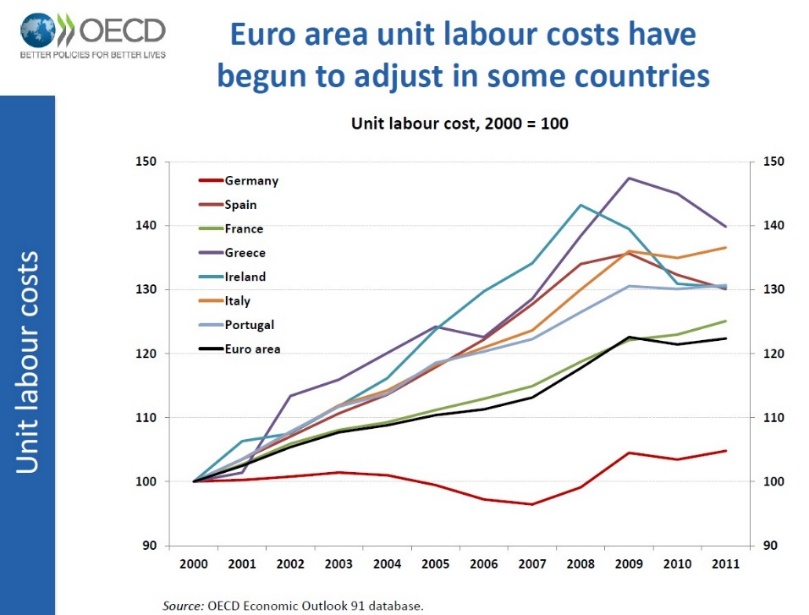 OECD
BETTER POLICIES FOR BETTER LIVES
Euro area unit labour costs have
begun to adjust in some countries
Unit labour costs
Unit labour cost, 2000 = 100
150
140
130
120
110
100
90
Germany
Spain
France
Greece
Ireland
Italy
Portugal
Euro area
150
140
130
120
110
100
90
2000 2001 2002 2003 2004 2005 2006 2007 2008 2009 2010 2011
Source: OECD Economic Outlook 91 database.